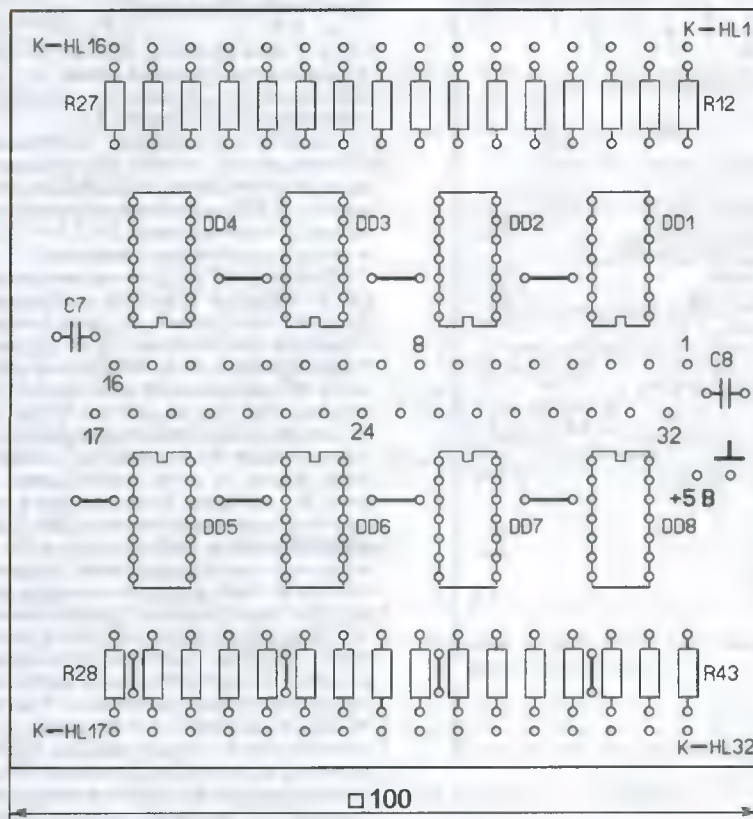 К–HL16 К–HL1
R27 R12
DD4 DD3 DD2 DD1
C7
8 1
16 C8
17 24 32
+5 В
DD5 DD6 DD7 DD8
R28 R43
К–HL17 К–HL32
□100